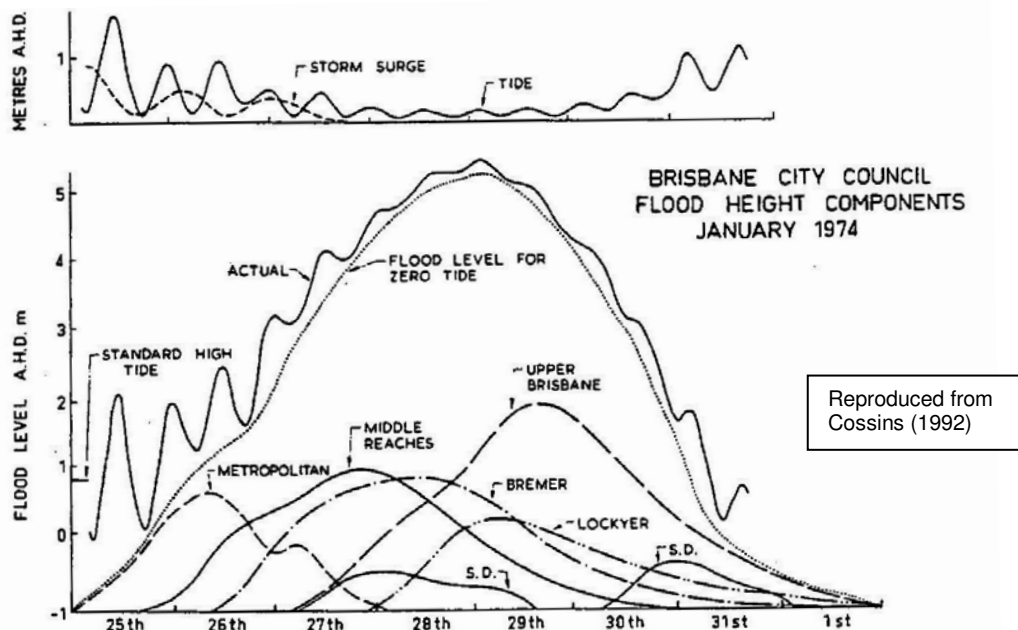 METRES A.H.D.
1
STORM SURGE
TIDE
BRISBANE CITY COUNCIL
FLOOD HEIGHT COMPONENTS
JANUARY 1974
FLOOD LEVEL A.H.D. m
5
4
3
2
1
0
-1
ACTUAL
FLOOD LEVEL FOR
ZERO TIDE
STANDARD HIGH
TIDE
UPPER
BRISBANE
Reproduced from
Cossins (1992)
MIDDLE
REACHES
METROPOLITAN
BREMER
LOCKYER
S.D.
S.D.
25th 26th 27th 28th 29th 30th 31st 1st